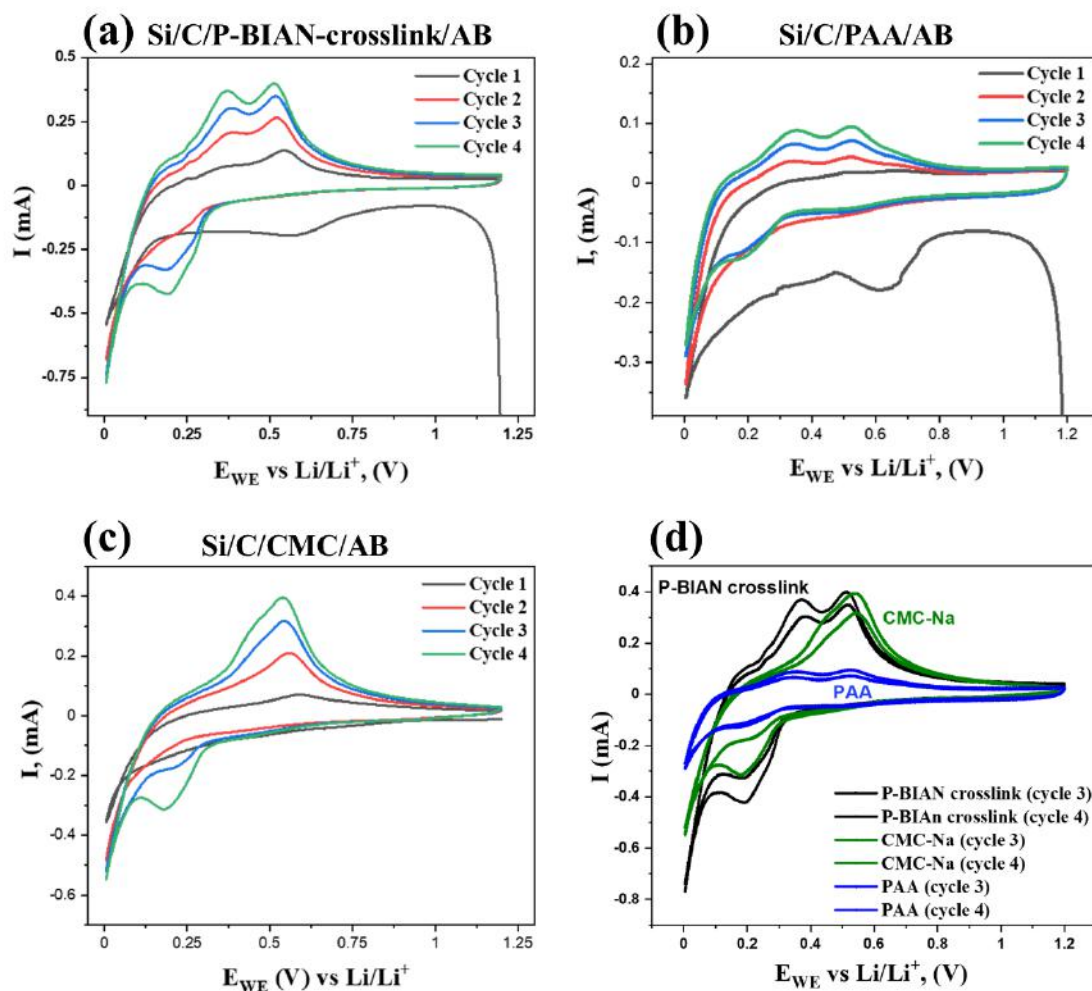 (a) Si/C/P-BIAN-crosslink/AB
0.5
0.25
0
-0.25
-0.5
-0.75
I (mA)
Cycle 1
Cycle 2
Cycle 3
Cycle 4
0 0.25 0.5 0.75 1 1.25
E_WE vs Li/Li⁺, (V)
(b) Si/C/PAA/AB
0.2
0.1
0
-0.1
-0.2
-0.3
I, (mA)
Cycle 1
Cycle 2
Cycle 3
Cycle 4
0 0.2 0.4 0.6 0.8 1 1.2
E_WE vs Li/Li⁺, (V)
(c) Si/C/CMC/AB
0.4
0.2
0
-0.2
-0.4
-0.6
I, (mA)
Cycle 1
Cycle 2
Cycle 3
Cycle 4
0 0.25 0.5 0.75 1 1.25
E_WE (V) vs Li/Li⁺
(d)
0.6
0.4
0.2
0
-0.2
-0.4
-0.6
-0.8
I (mA)
P-BIAN crosslink
CMC-Na
PAA
P-BIAN crosslink (cycle 3)
P-BIAn crosslink (cycle 4)
CMC-Na (cycle 3)
CMC-Na (cycle 4)
PAA (cycle 3)
PAA (cycle 4)
0 0.2 0.4 0.6 0.8 1 1.2
E_WE vs Li/Li⁺, (V)